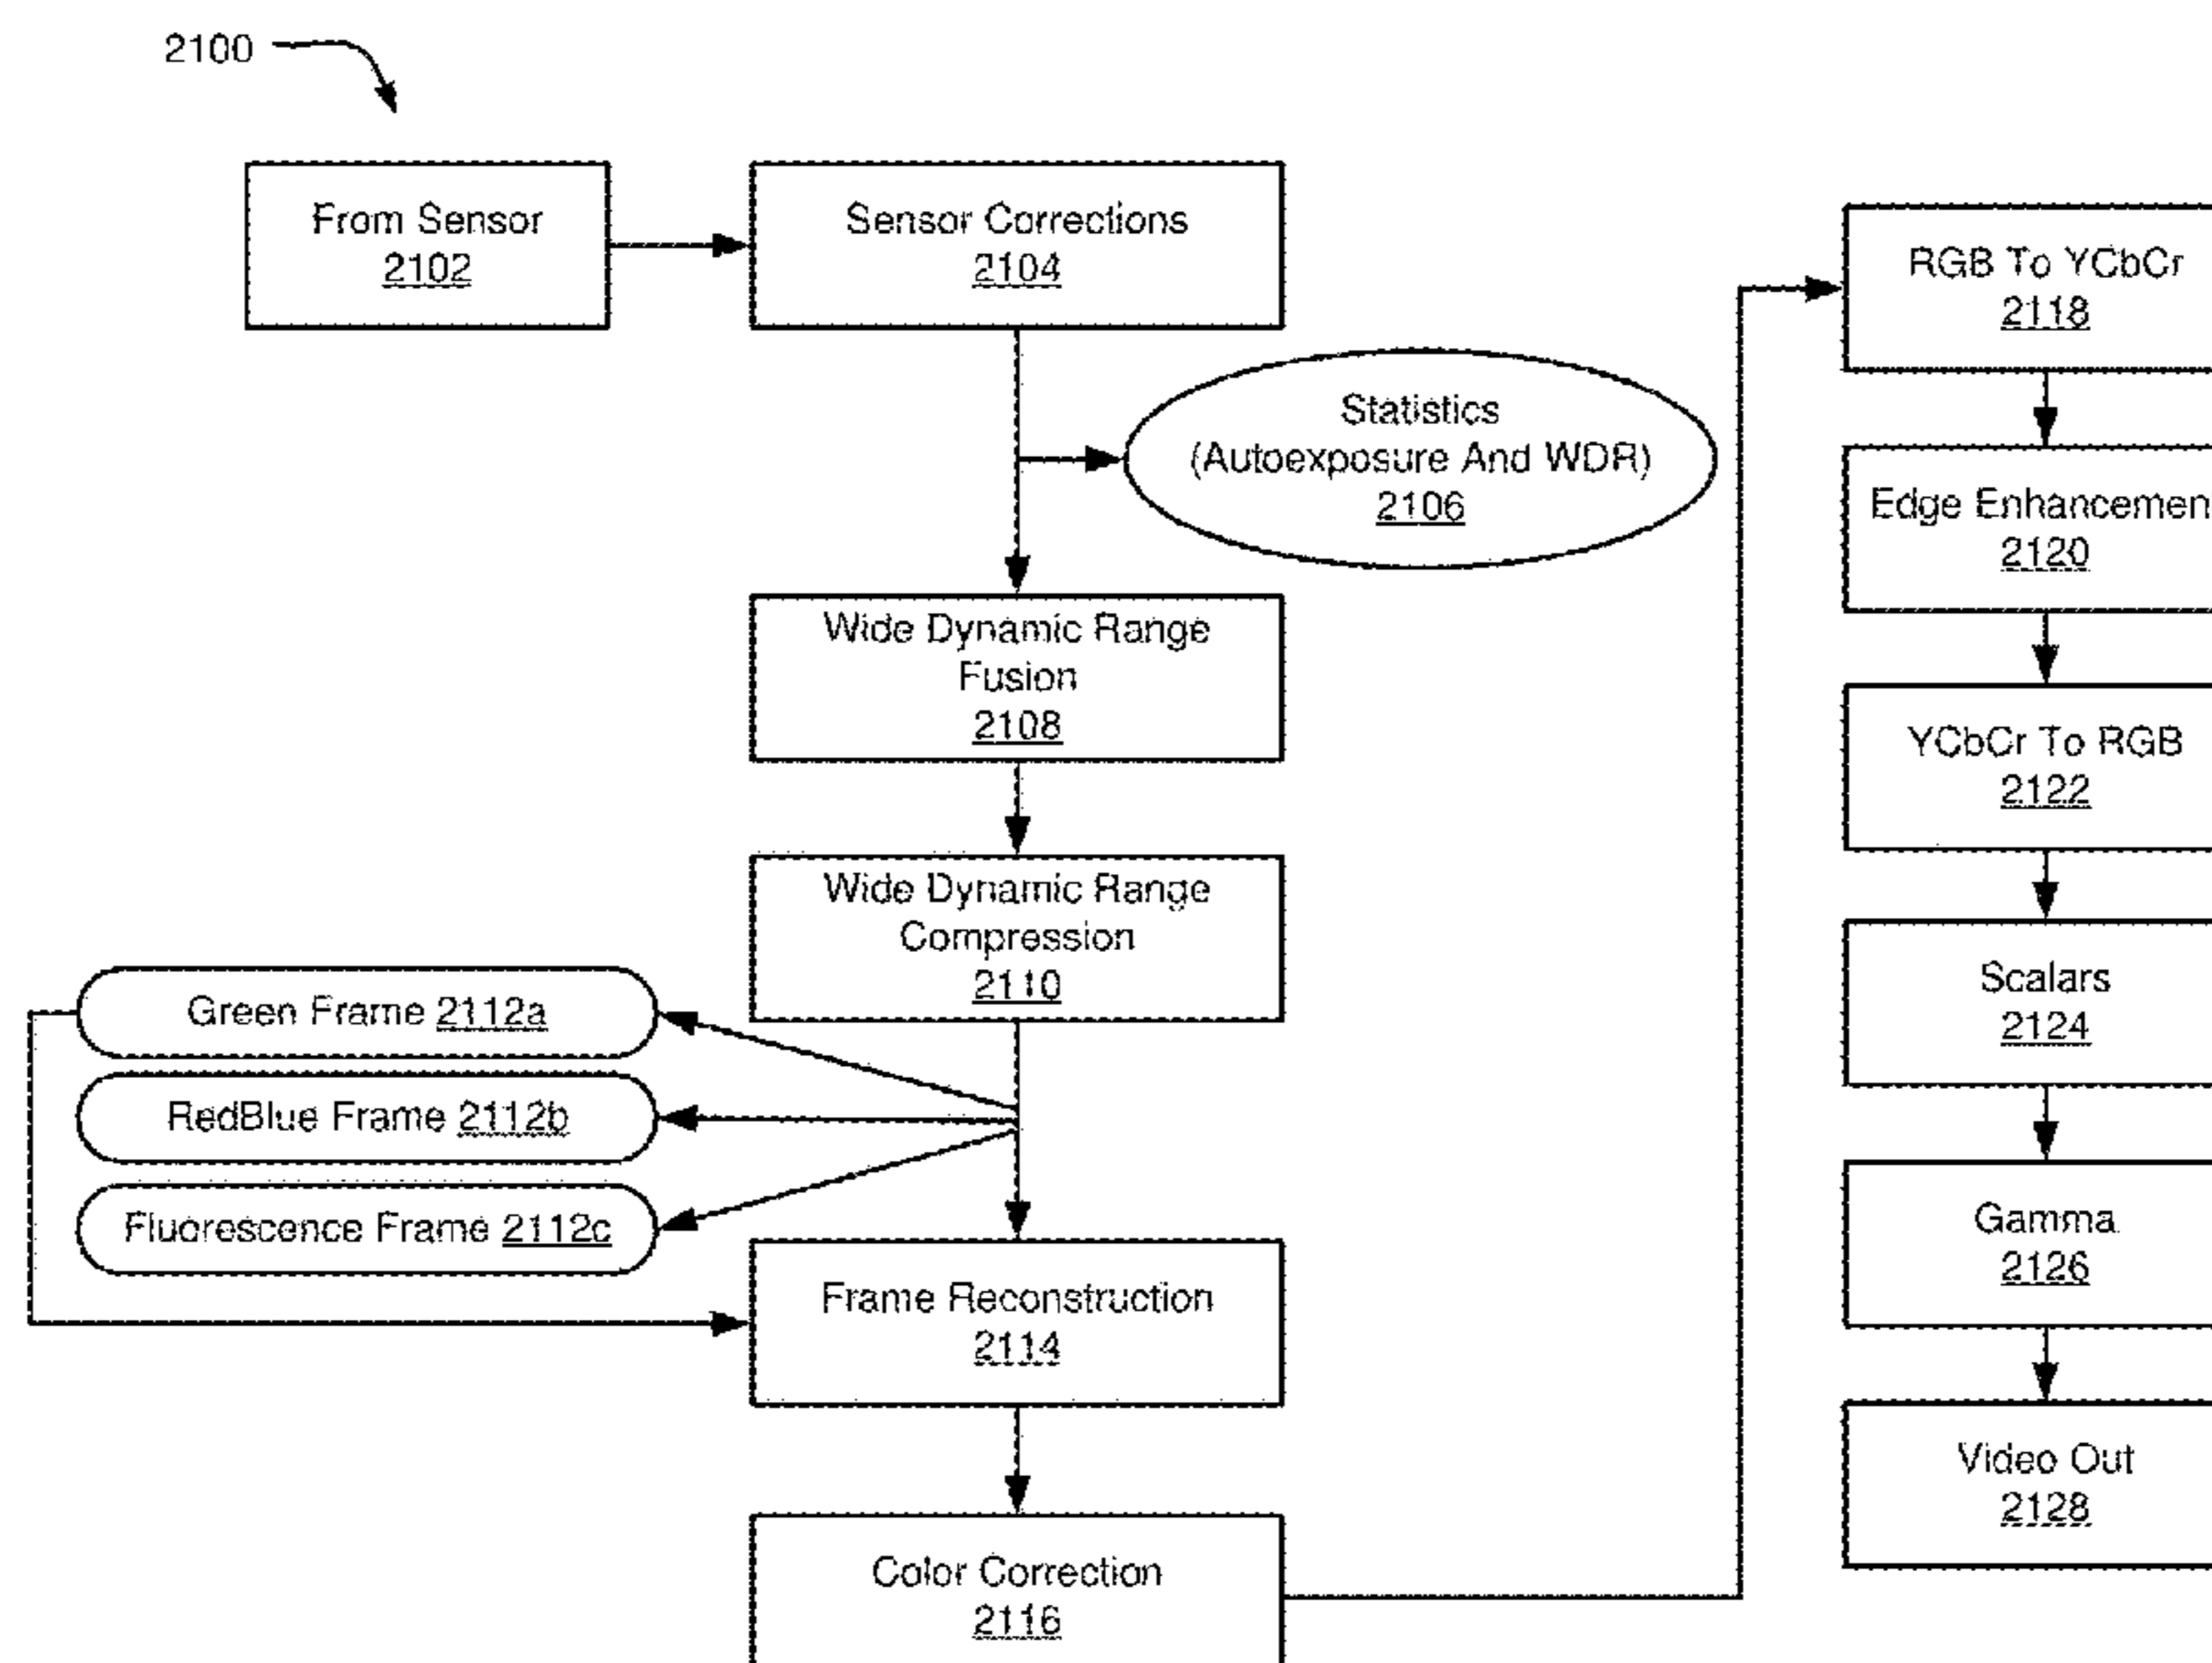 2100
From Sensor
2102
Sensor Corrections
2104
Statistics
(Autoexposure And WDR)
2106
Wide Dynamic Range
Fusion
2108
Wide Dynamic Range
Compression
2110
Green Frame 2112a
RedBlue Frame 2112b
Fluorescence Frame 2112c
Frame Reconstruction
2114
Color Correction
2116
RGB To YCbCr
2118
Edge Enhancemen
2120
YCbCr To RGB
2122
Scalars
2124
Gamma
2126
Video Out
2128